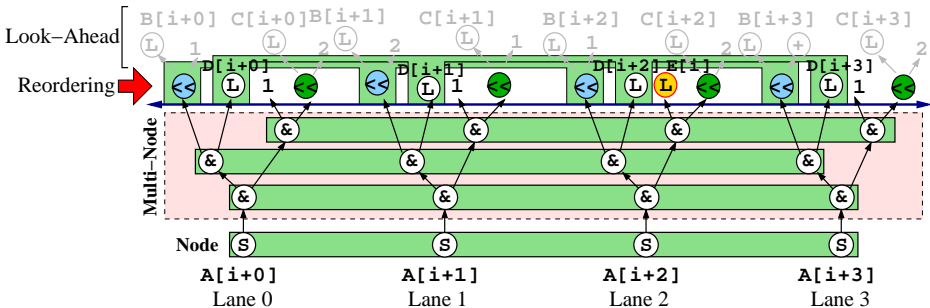 B[i+0] C[i+0] B[i+1] C[i+1] B[i+2] C[i+2] B[i+3] C[i+3]
Look−Ahead
L 1 L 2 L 2 L 1 L 1 L 2 L + 2
D[i+0] D[i+1] D[i+2] E[i] D[i+3]
Reordering
<< L 1 << << L 1 << << L L << << L 1 <<
& & & &
& & & &
Multi−Node
& & & &
Node S S S S
A[i+0] A[i+1] A[i+2] A[i+3]
Lane 0 Lane 1 Lane 2 Lane 3